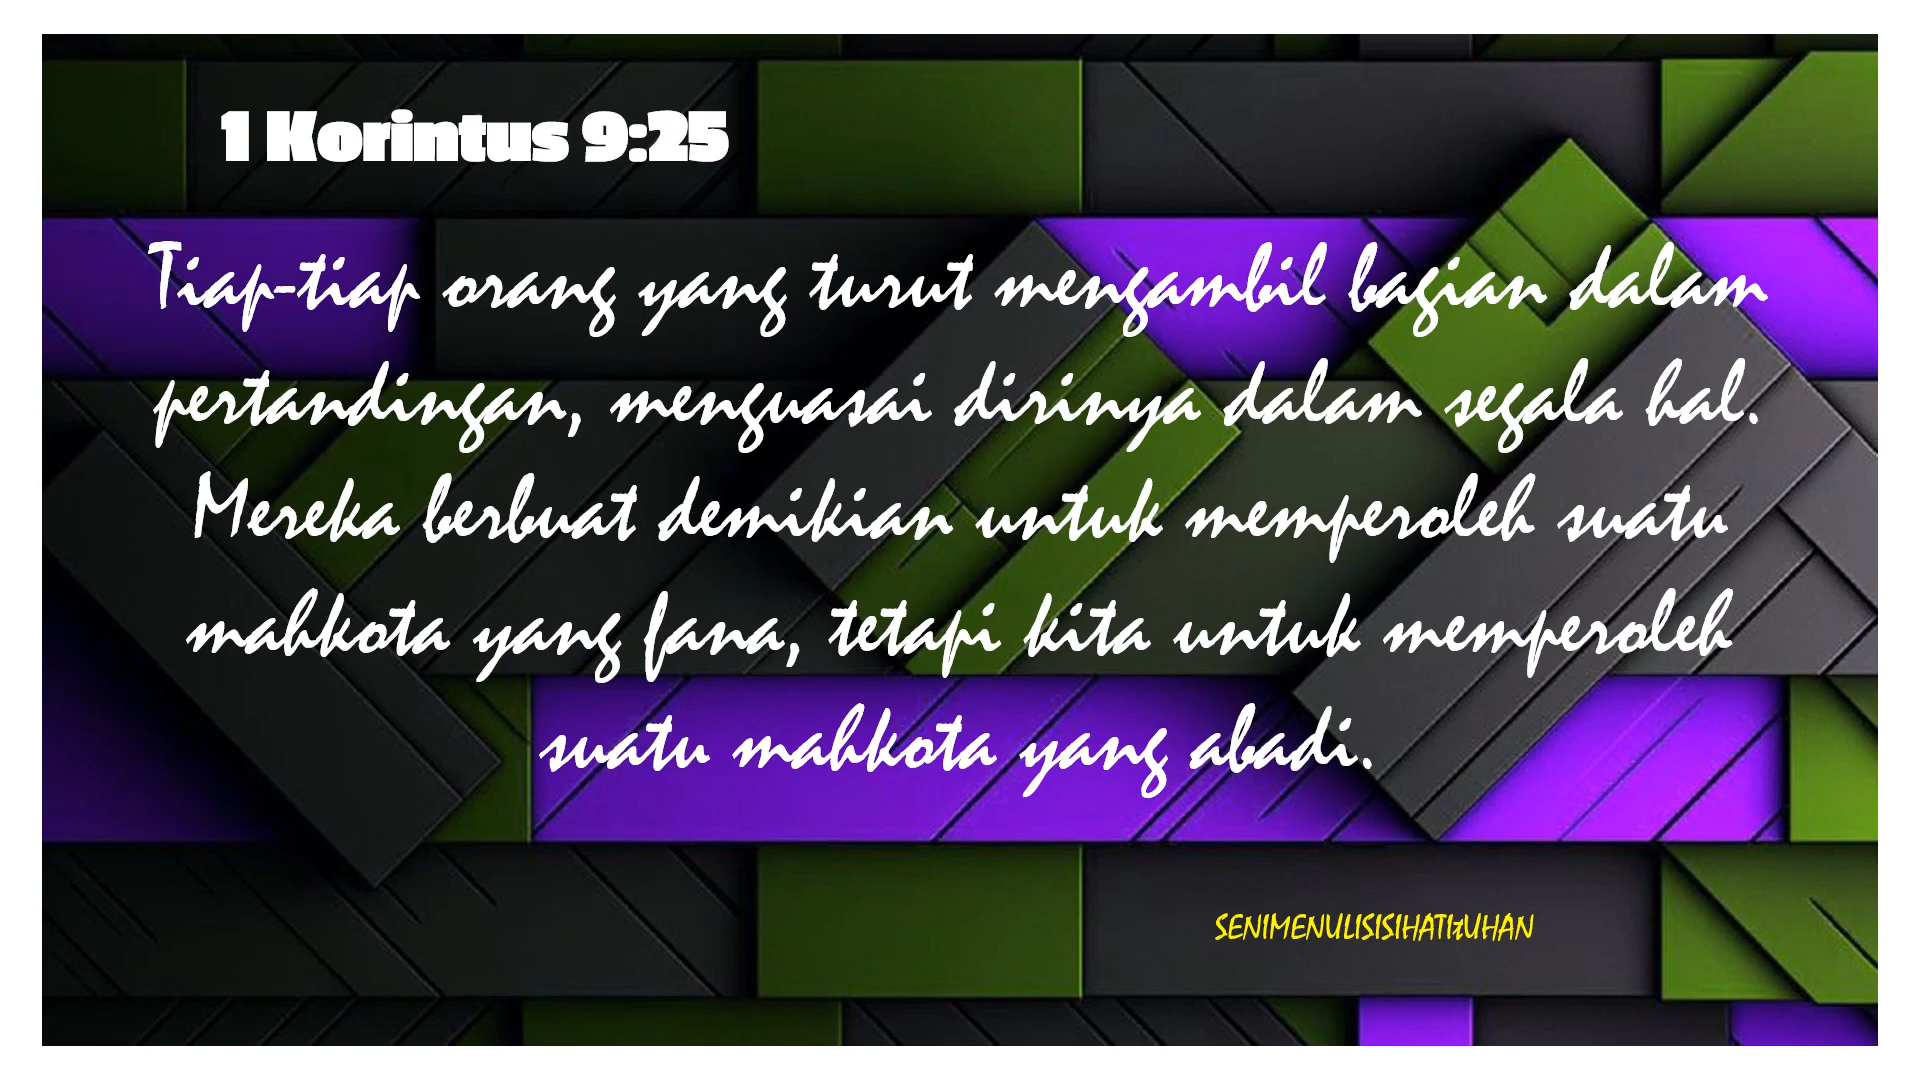 1 Korintus 9:25
Tiap-tiap orang yang turut mengambil bagian dalam
pertandingan, menguasai dirinya dalam segala hal.
Mereka berbuat demikian untuk memperoleh suatu
mahkota yang fana, tetapi kita untuk memperoleh
suatu mahkota yang abadi.
SENIMENULISISIHATITUHAN